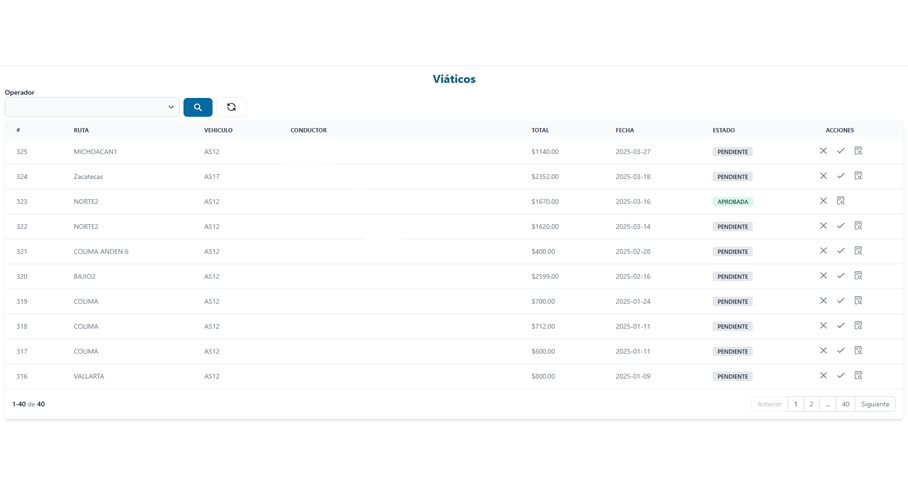 Viáticos
Operador
# RUTA VEHICULO CONDUCTOR TOTAL FECHA ESTADO ACCIONES
325 MICHOACAN1 AS12 $1140.00 2025-03-27 PENDIENTE
324 Zacatecas AS17 $2352.00 2025-03-18 PENDIENTE
323 NORTE2 AS12 $1670.00 2025-03-16 APROBADA
322 NORTE2 AS12 $1620.00 2025-03-14 PENDIENTE
321 COLIMA ANDEN 6 AS12 $400.00 2025-02-28 PENDIENTE
320 BAJIO2 AS12 $2599.00 2025-02-16 PENDIENTE
319 COLIMA AS12 $700.00 2025-01-24 PENDIENTE
318 COLIMA AS12 $712.00 2025-01-11 PENDIENTE
317 COLIMA AS12 $600.00 2025-01-11 PENDIENTE
316 VALLARTA AS12 $800.00 2025-01-09 PENDIENTE
1-40 de 40 Anterior 1 2 ... 40 Siguiente